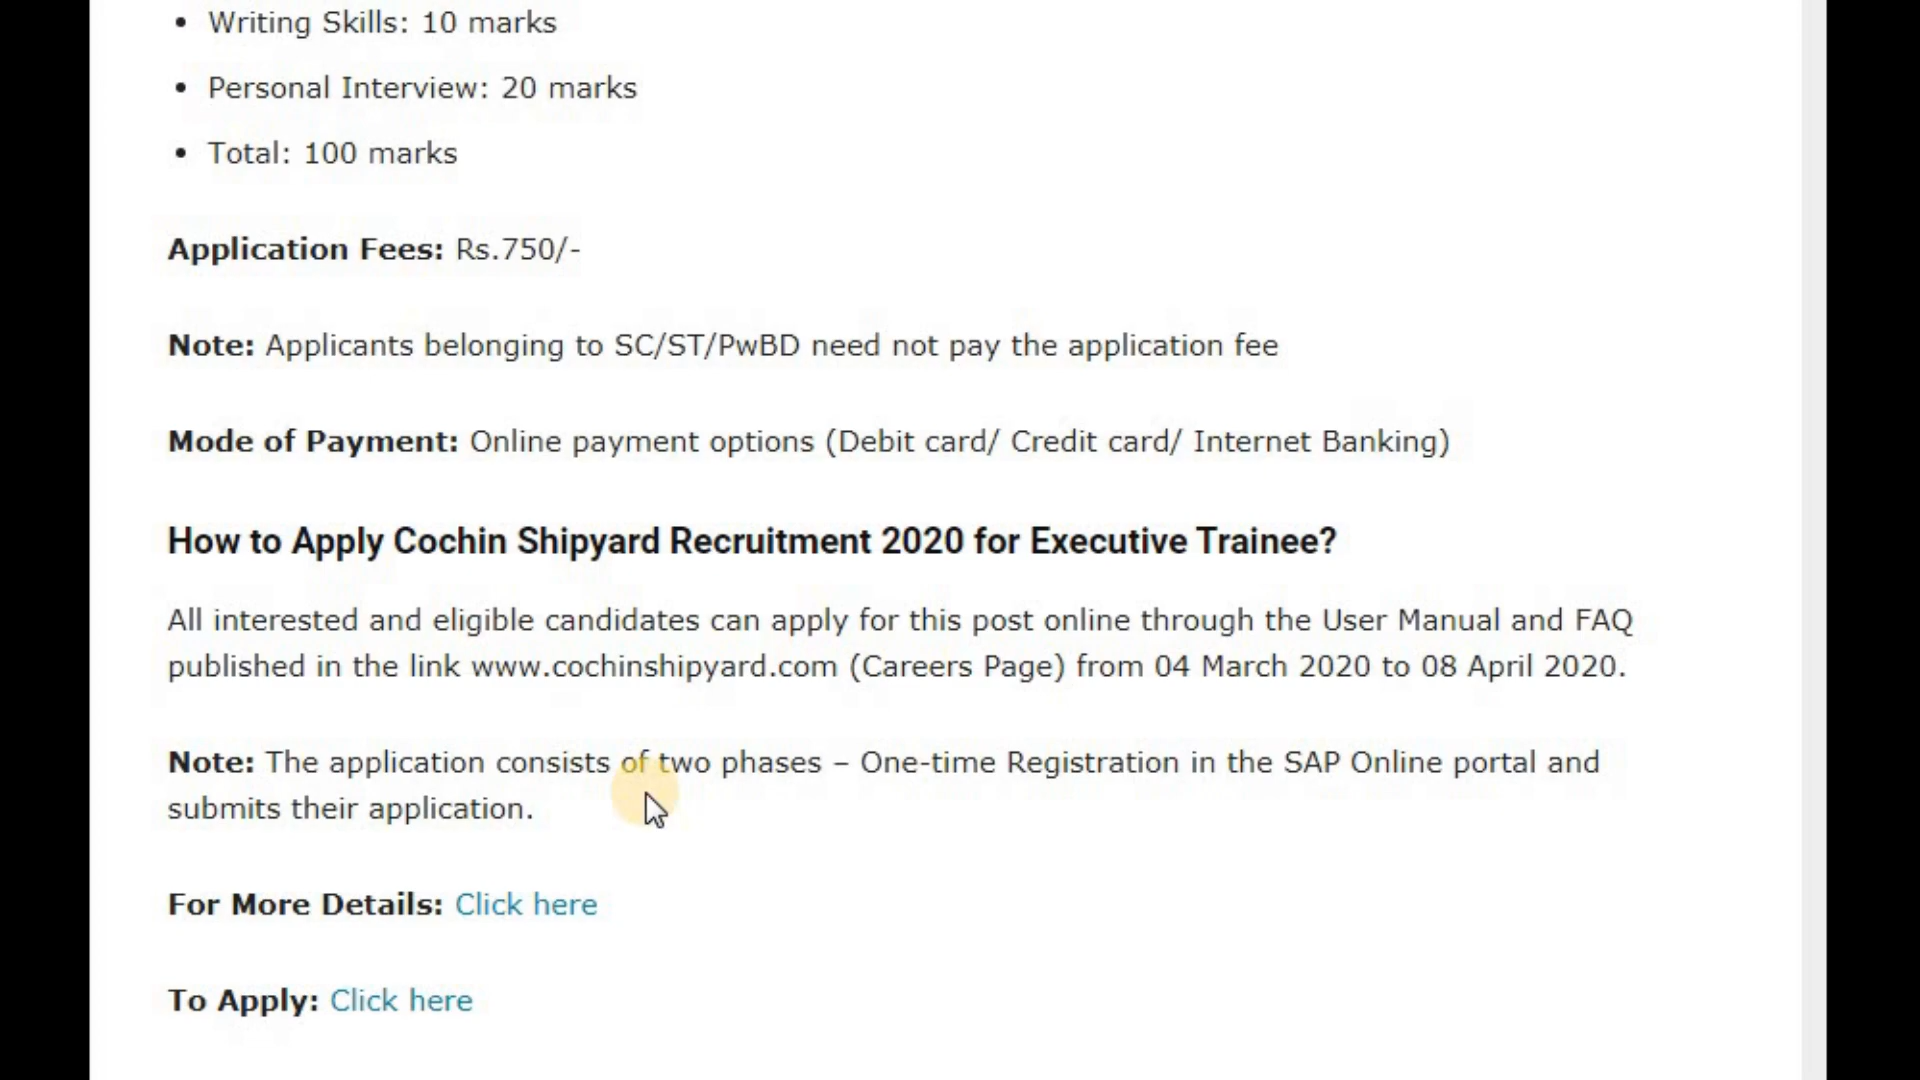 • Writing Skills: 10 marks
• Personal Interview: 20 marks
• Total: 100 marks
Application Fees: Rs.750/-
Note: Applicants belonging to SC/ST/PwBD need not pay the application fee
Mode of Payment: Online payment options (Debit card/ Credit card/ Internet Banking)
How to Apply Cochin Shipyard Recruitment 2020 for Executive Trainee?
All interested and eligible candidates can apply for this post online through the User Manual and FAQ
published in the link www.cochinshipyard.com (Careers Page) from 04 March 2020 to 08 April 2020.
Note: The application consists of two phases – One-time Registration in the SAP Online portal and
submits their application.
For More Details: Click here
To Apply: Click here